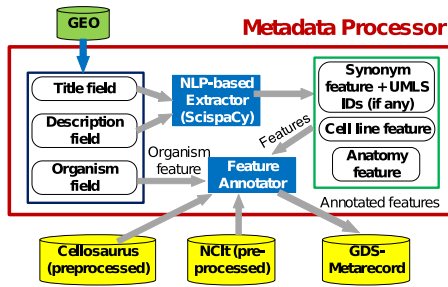 GEO
Metadata Processor
Title field
Description
field
Organism
field
NLP-based
Extractor
(ScispaCy)
Synonym
feature + UMLS
IDs (if any)
Cell line feature
Anatomy
feature
Features
Organism
feature
Feature
Annotator
Annotated features
Cellosaurus
(preprocessed)
NCIt (pre-
processed)
GDS-
Metarecord